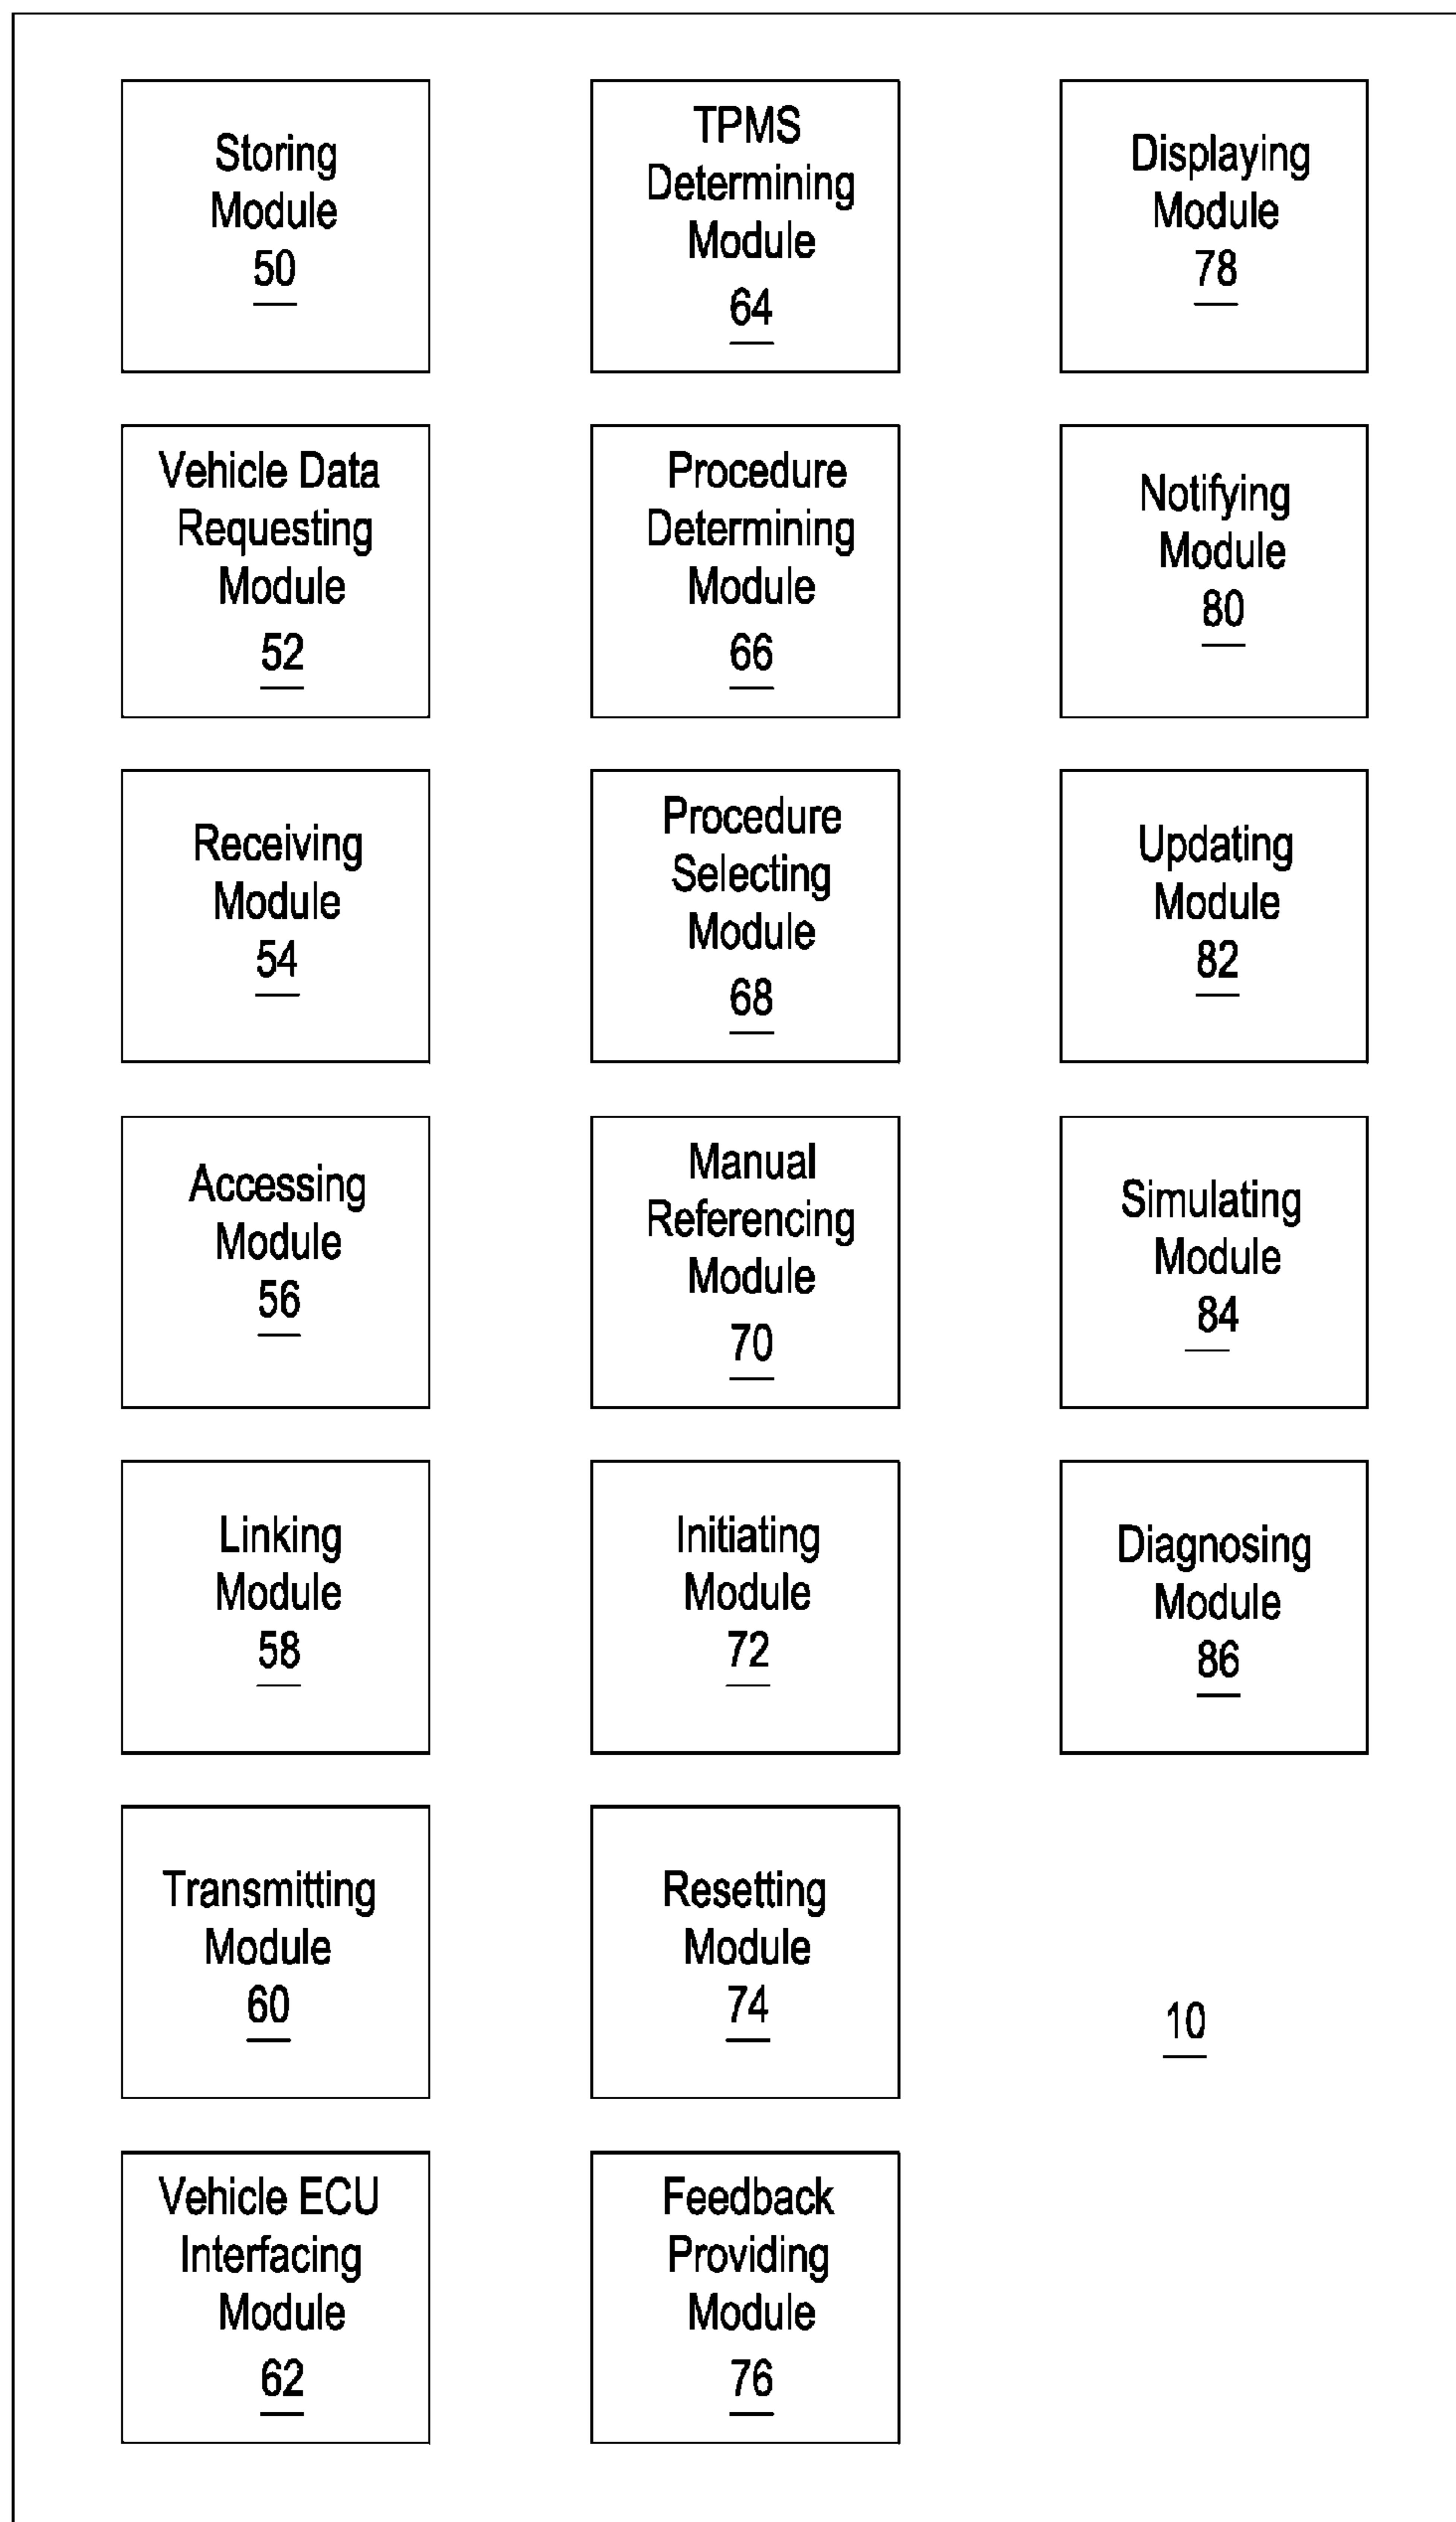 Storing
Module
50
Vehicle Data
Requesting
Module
52
Receiving
Module
54
Accessing
Module
56
Linking
Module
58
Transmitting
Module
60
Vehicle ECU
Interfacing
Module
62
TPMS
Determining
Module
64
Procedure
Determining
Module
66
Procedure
Selecting
Module
68
Manual
Referencing
Module
70
Initiating
Module
72
Resetting
Module
74
Feedback
Providing
Module
76
Displaying
Module
78
Notifying
Module
80
Updating
Module
82
Simulating
Module
84
Diagnosing
Module
86
10